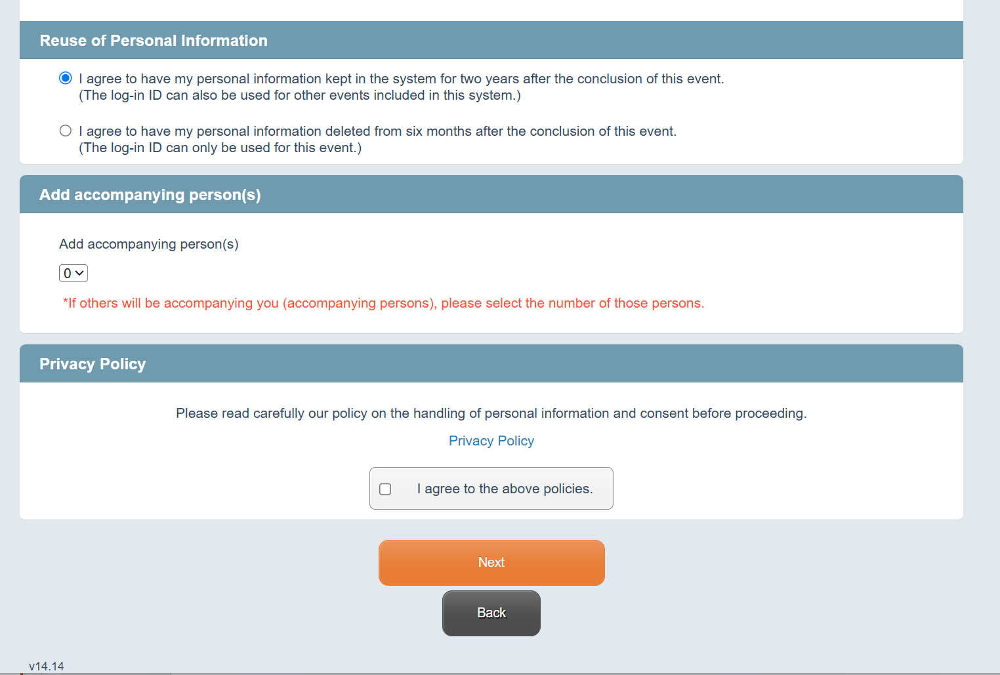 Reuse of Personal Information
I agree to have my personal information kept in the system for two years after the conclusion of this event.
(The log-in ID can also be used for other events included in this system.)
I agree to have my personal information deleted from six months after the conclusion of this event.
(The log-in ID can only be used for this event.)
Add accompanying person(s)
Add accompanying person(s)
0
*If others will be accompanying you (accompanying persons), please select the number of those persons.
Privacy Policy
Please read carefully our policy on the handling of personal information and consent before proceeding.
Privacy Policy
I agree to the above policies.
Next
Back
v14.14